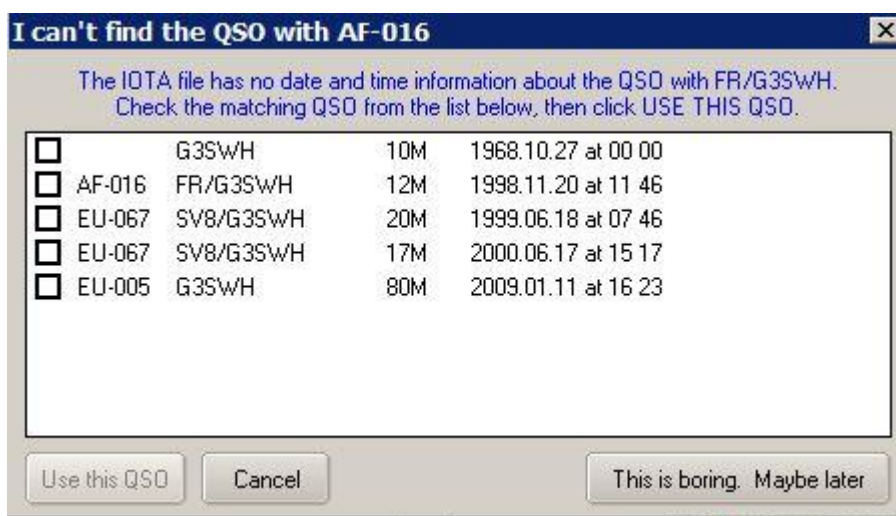 I can't find the QSO with AF-016
The IOTA file has no date and time information about the QSO with FR/G3SWH.
Check the matching QSO from the list below, then click USE THIS QSO.
G3SWH 10M 1968.10.27 at 00 00
AF-016 FR/G3SWH 12M 1998.11.20 at 11 46
EU-067 SV8/G3SWH 20M 1999.06.18 at 07 46
EU-067 SV8/G3SWH 17M 2000.06.17 at 15 17
EU-005 G3SWH 80M 2009.01.11 at 16 23
Use this QSO Cancel This is boring. Maybe later